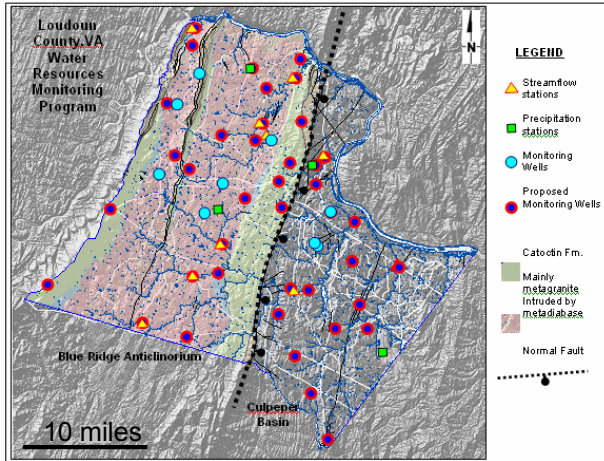 Loudoun
County,VA
Water
Resources
Monitoring
Program
N
LEGEND
Streamflow
stations
Precipitation
stations
Monitoring
Wells
Proposed
Monitoring Wells
Catoctin Fm.
Mainly
metagranite
Intruded by
metadiabase
Normal Fault
Blue Ridge Anticlinorium
Culpeper
Basin
10 miles